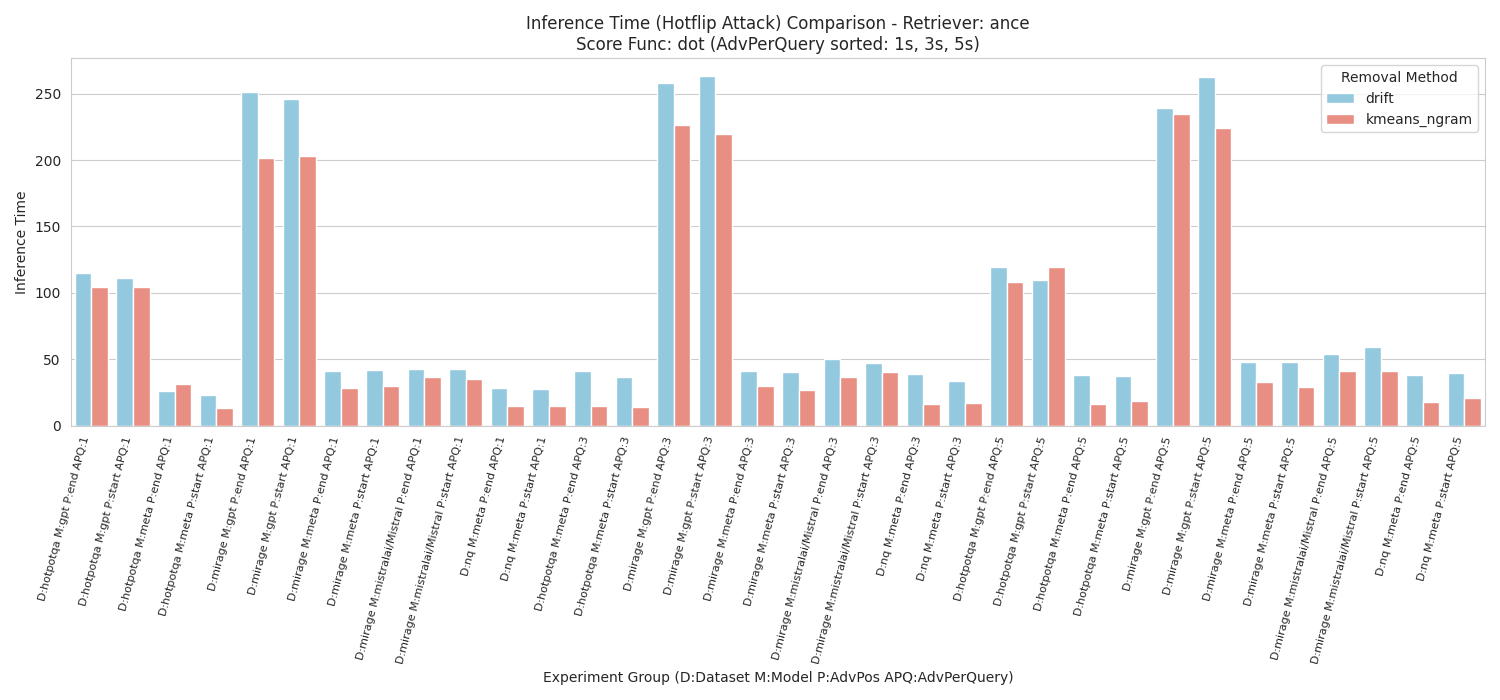 Inference Time (Hotflip Attack) Comparison - Retriever: ance
Score Func: dot (AdvPerQuery sorted: 1s, 3s, 5s)
Removal Method
drift
kmeans_ngram
Inference Time
250
200
150
100
50
0
D:hotpotqa M:gpt P:end APQ:1
D:hotpotqa M:gpt P:start APQ:1
D:hotpotqa M:meta P:end APQ:1
D:hotpotqa M:meta P:start APQ:1
D:mirage M:gpt P:end APQ:1
D:mirage M:gpt P:start APQ:1
D:mirage M:meta P:end APQ:1
D:mirage M:meta P:start APQ:1
D:mirage M:mistralai/Mistral P:end APQ:1
D:mirage M:mistralai/Mistral P:start APQ:1
D:nq M:meta P:end APQ:1
D:nq M:meta P:start APQ:1
D:hotpotqa M:meta P:end APQ:3
D:hotpotqa M:meta P:start APQ:3
D:mirage M:gpt P:end APQ:3
D:mirage M:gpt P:start APQ:3
D:mirage M:meta P:end APQ:3
D:mirage M:meta P:start APQ:3
D:mirage M:mistralai/Mistral P:end APQ:3
D:mirage M:mistralai/Mistral P:start APQ:3
D:nq M:meta P:end APQ:3
D:nq M:meta P:start APQ:3
D:hotpotqa M:gpt P:end APQ:5
D:hotpotqa M:gpt P:start APQ:5
D:hotpotqa M:meta P:end APQ:5
D:hotpotqa M:meta P:start APQ:5
D:mirage M:gpt P:end APQ:5
D:mirage M:gpt P:start APQ:5
D:mirage M:meta P:end APQ:5
D:mirage M:meta P:start APQ:5
D:mirage M:mistralai/Mistral P:end APQ:5
D:mirage M:mistralai/Mistral P:start APQ:5
D:nq M:meta P:end APQ:5
D:nq M:meta P:start APQ:5
Experiment Group (D:Dataset M:Model P:AdvPos APQ:AdvPerQuery)